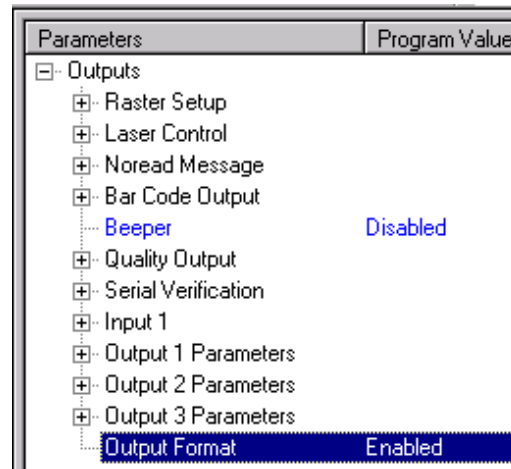 Parameters Program Value
Outputs
Raster Setup
Laser Control
Noread Message
Bar Code Output
Beeper Disabled
Quality Output
Serial Verification
Input 1
Output 1 Parameters
Output 2 Parameters
Output 3 Parameters
Output Format Enabled